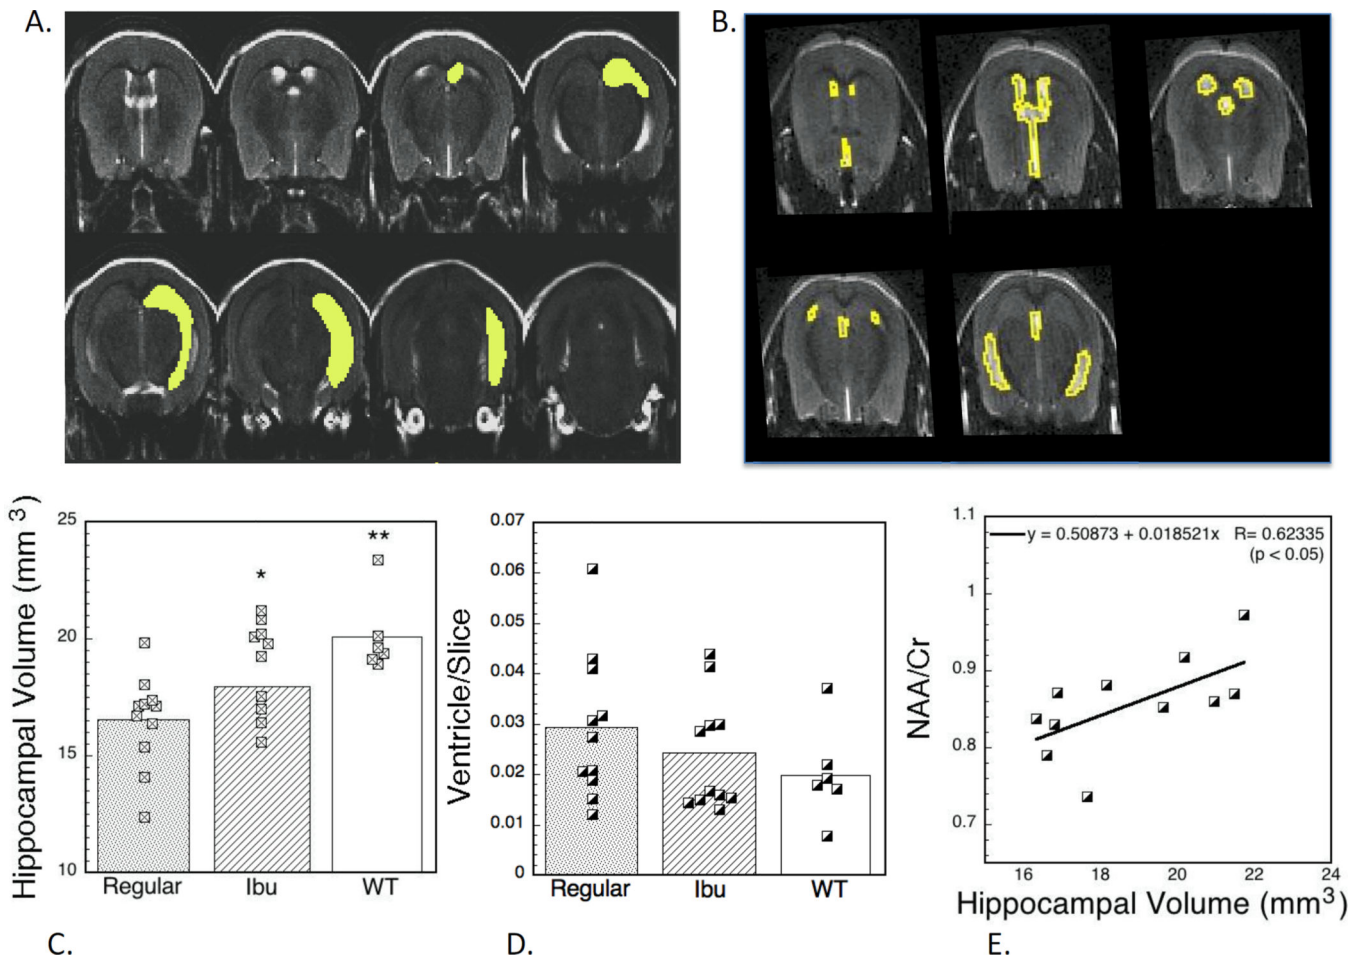 A.
B.
Hippocampal Volume (mm 3)
25
20
15
10
*
**
Regular Ibu WT
C.
Ventricle/Slice
0.07
0.06
0.05
0.04
0.03
0.02
0.01
0
Regular Ibu WT
D.
NAA/Cr
1.1
1
0.9
0.8
0.7
y = 0.50873 + 0.018521x R= 0.62335
(p < 0.05)
16 18 20 22 24
Hippocampal Volume (mm3)
E.